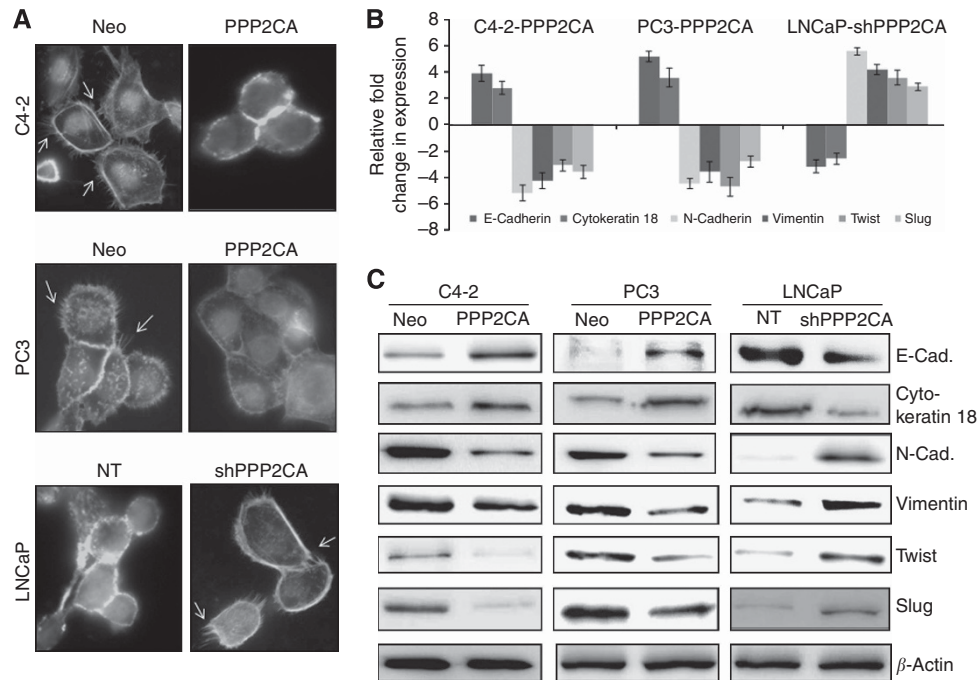 A
Neo PPP2CA
C4-2
Neo PPP2CA
PC3
NT shPPP2CA
LNCaP
B
C4-2-PPP2CA PC3-PPP2CA LNCaP-shPPP2CA
Relative fold
change in expression
8
6
4
2
0
−2
−4
−6
−8
E-Cadherin Cytokeratin 18 N-Cadherin Vimentin Twist Slug
C
C4-2 PC3 LNCaP
Neo PPP2CA Neo PPP2CA NT shPPP2CA
E-Cad.
Cyto-
keratin 18
N-Cad.
Vimentin
Twist
Slug
β-Actin